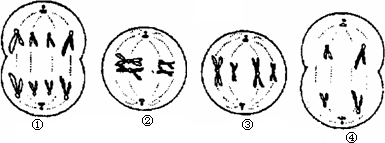 ① ② ③ ④